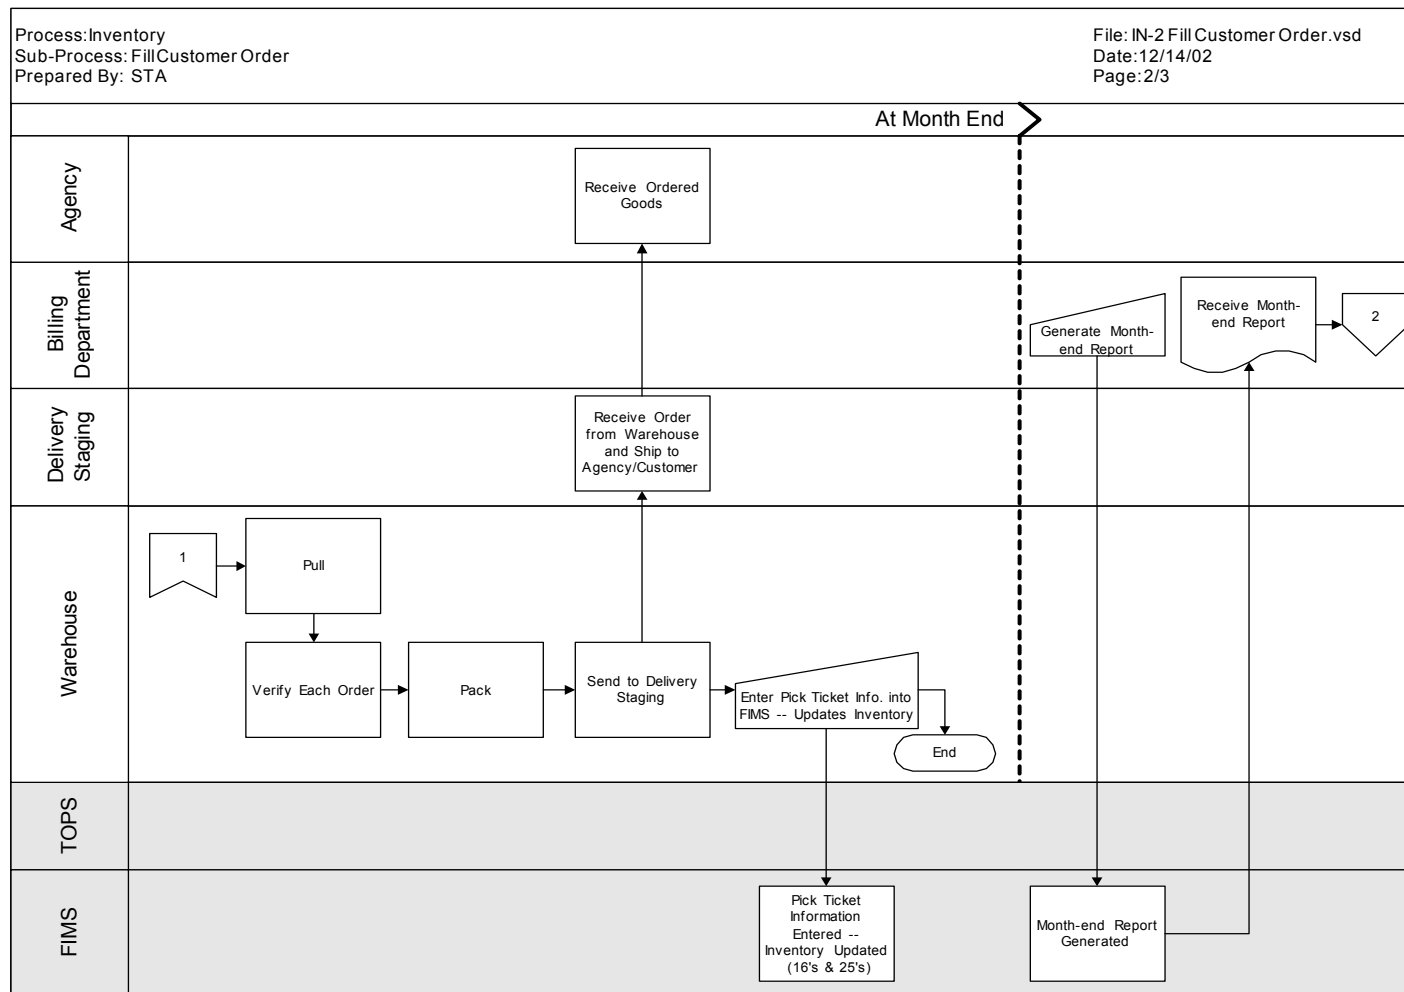 Process: Inventory
Sub-Process: Fill Customer Order
Prepared By: STA
File: IN-2 Fill Customer Order.vsd
Date: 12/14/02
Page: 2/3
At Month End
Agency
Receive Ordered
Goods
Billing
Department
Generate Month-
end Report
Receive Month-
end Report
2
Delivery
Staging
Receive Order
from Warehouse
and Ship to
Agency/Customer
Warehouse
1
Pull
Verify Each Order
Pack
Send to Delivery
Staging
Enter Pick Ticket Info. into
FIMS -- Updates Inventory
End
TOPS
FIMS
Pick Ticket
Information
Entered --
Inventory Updated
(16's & 25's)
Month-end Report
Generated